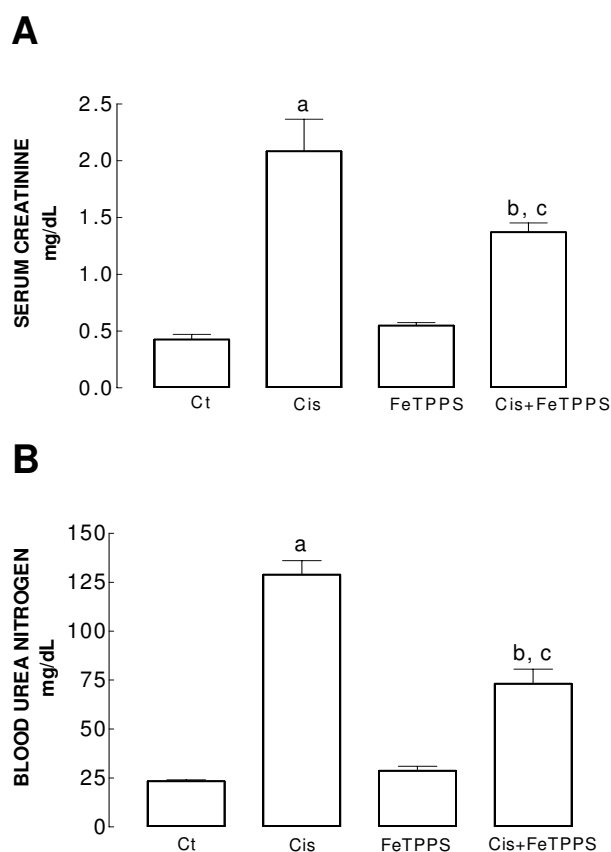 A
SERUM CREATININE
mg/dL
2.5
2.0
1.5
1.0
0.5
0.0
a
b, c
Ct
Cis
FeTPPS
Cis+FeTPPS
B
BLOOD UREA NITROGEN
mg/dL
150
125
100
75
50
25
0
a
b, c
Ct
Cis
FeTPPS
Cis+FeTPPS